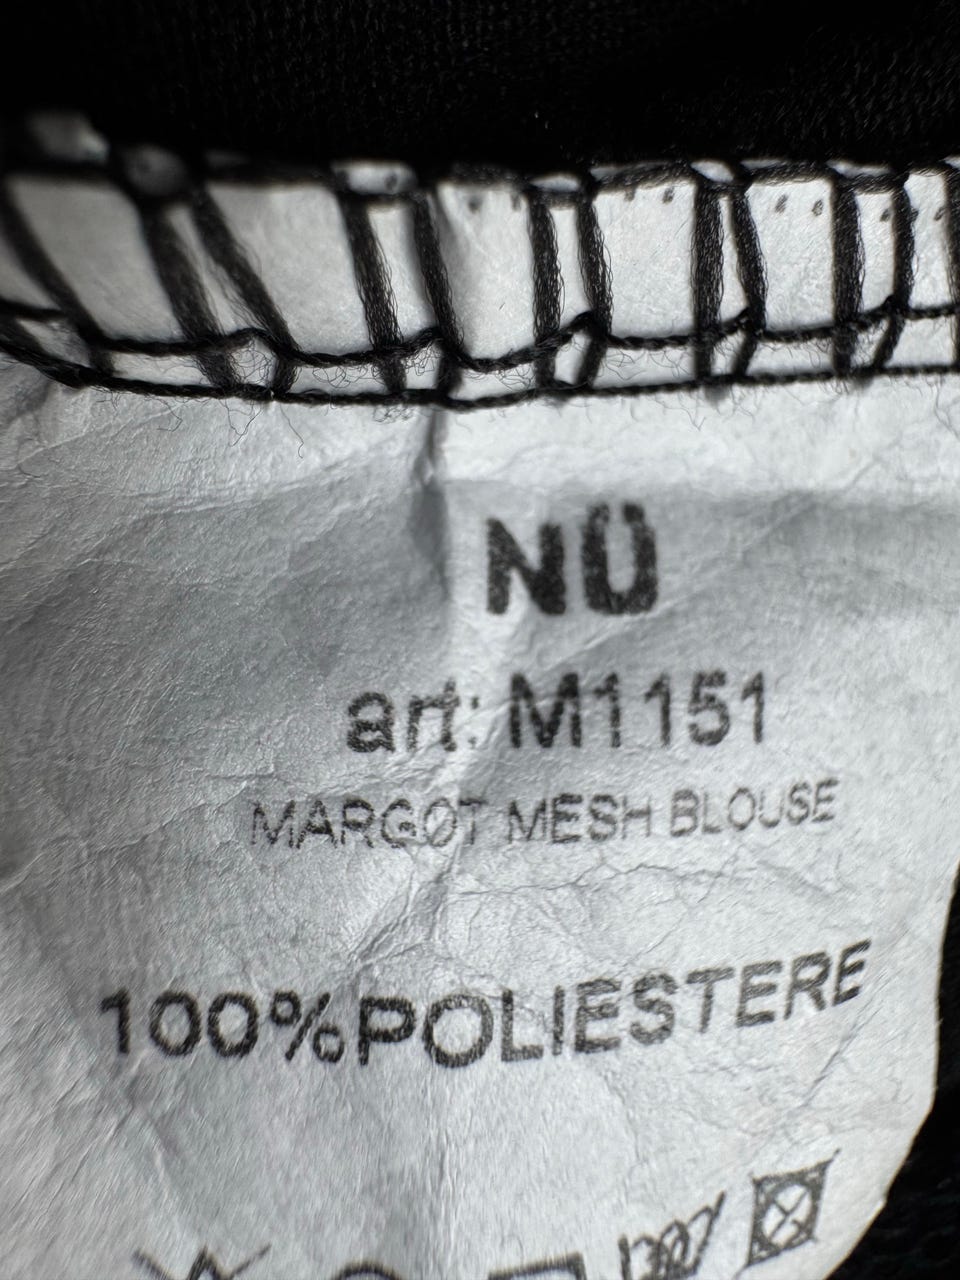 NÜ
art: M1151
MARGOT MESH BLOUSE
100%POLIESTERE